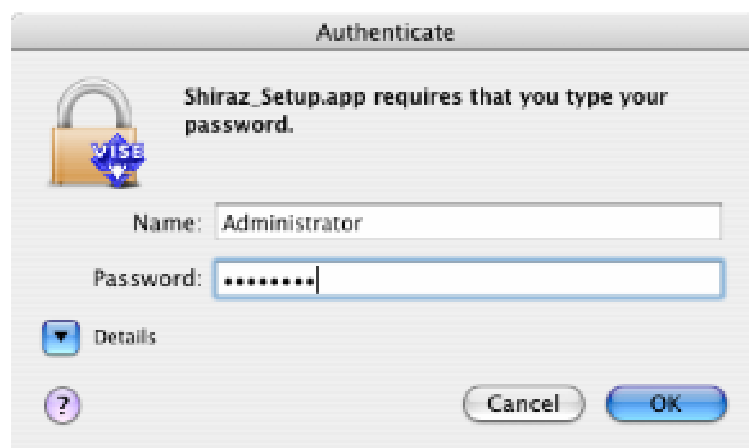 Authenticate
Shiraz_Setup.app requires that you type your
password.
VISE
Name: Administrator
Password: ••••••••
Details
?
Cancel OK